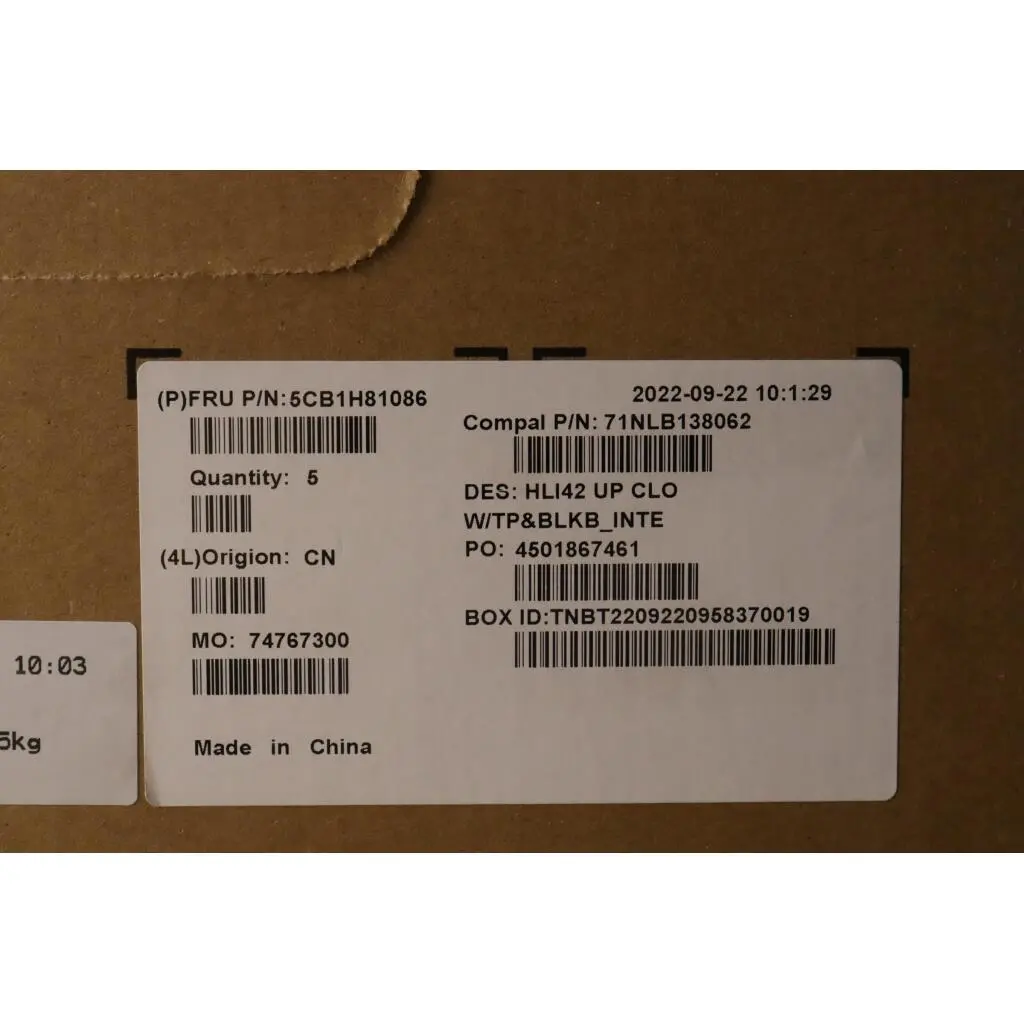 (P)FRU P/N:5CB1H81086
Quantity: 5
(4L)Origion: CN
MO: 74767300
Made in China
2022-09-22 10:1:29
Compal P/N: 71NLB138062
DES: HLI42 UP CLO
W/TP&BLKB_INTE
PO: 4501867461
BOX ID:TNBT2209220958370019
10:03
5kg